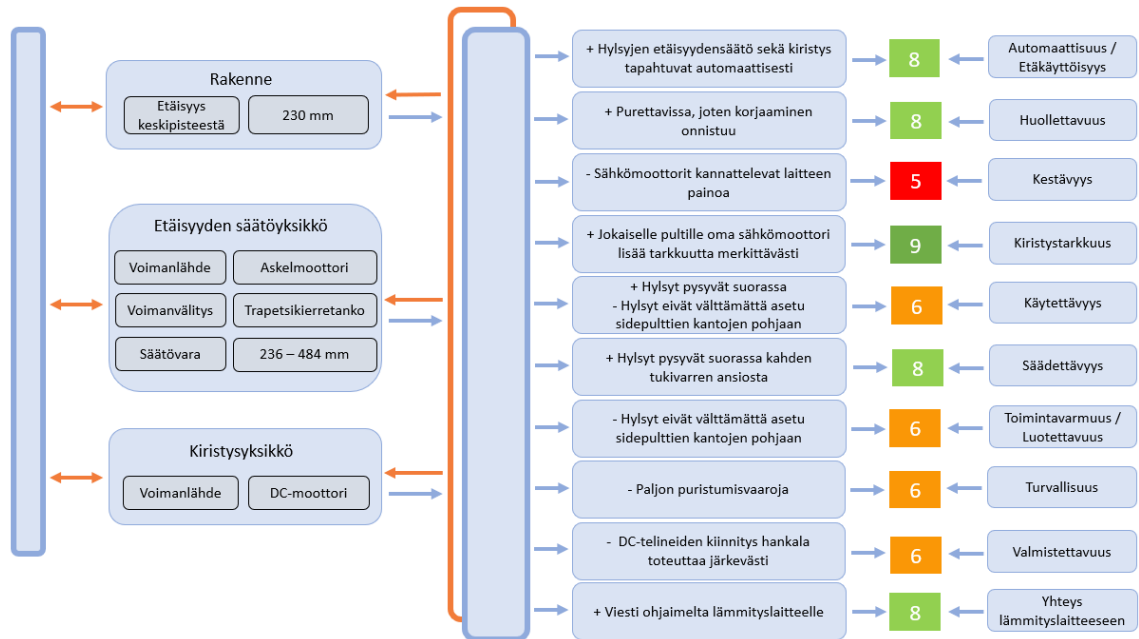 Rakenne
Etäisyys
keskipisteestä
230 mm
Etäisyyden säätöyksikkö
Voimanlähde
Askelmoottori
Voimanvälitys
Trapetsikierretanko
Säätövara
236 – 484 mm
Kiristysyksikkö
Voimanlähde
DC-moottori
+ Hylsyjen etäisyydensäätö sekä kiristys
tapahtuvat automaattisesti
8
Automaattisuus /
Etäkäyttöisyys
+ Purettavissa, joten korjaaminen
onnistuu
8
Huollettavuus
- Sähkömoottorit kannattelevat laitteen
painoa
5
Kestävyys
+ Jokaiselle pultille oma sähkömoottori
lisää tarkkuutta merkittävästi
9
Kiristystarkkuus
+ Hylsyt pysyvät suorassa
- Hylsyt eivät välttämättä asetu
sidepulttien kantojen pohjaan
6
Käytettävyys
+ Hylsyt pysyvät suorassa kahden
tukivarren ansiosta
8
Säädettävyys
- Hylsyt eivät välttämättä asetu
sidepulttien kantojen pohjaan
6
Toimintavarmuus /
Luotettavuus
- Paljon puristumisvaaroja
6
Turvallisuus
- DC-telineiden kiinnitys hankala
toteuttaa järkevästi
6
Valmistettavuus
+ Viesti ohjaimelta lämmityslaitteelle
8
Yhteys
lämmityslaitteeseen